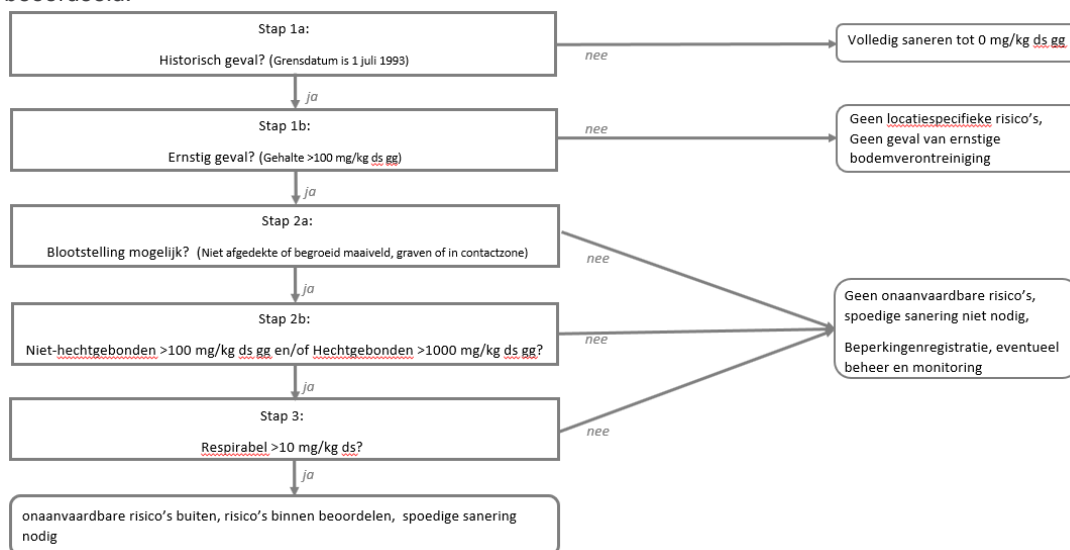 Stap 1a:
Historisch geval? (Grensdatum is 1 juli 1993)
nee
Volledig saneren tot 0 mg/kg ds gg
ja
Stap 1b:
Ernstig geval? (Gehalte >100 mg/kg ds gg)
nee
Geen locatiespecifieke risico's,
Geen geval van ernstige
bodemverontreiniging
ja
Stap 2a:
Blootstelling mogelijk? (Niet afgedekte of begroeid maaiveld, graven of in contactzone)
nee
ja
Stap 2b:
Niet-hechtgebonden >100 mg/kg ds gg en/of Hechtgebonden >1000 mg/kg ds gg?
nee
Geen onaanvaardbare risico's,
spoedige sanering niet nodig,
Beperkingenregistratie, eventueel
beheer en monitoring
ja
Stap 3:
Respirabel >10 mg/kg ds?
nee
ja
onaanvaardbare risico's buiten, risico's binnen beoordelen, spoedige sanering
nodig